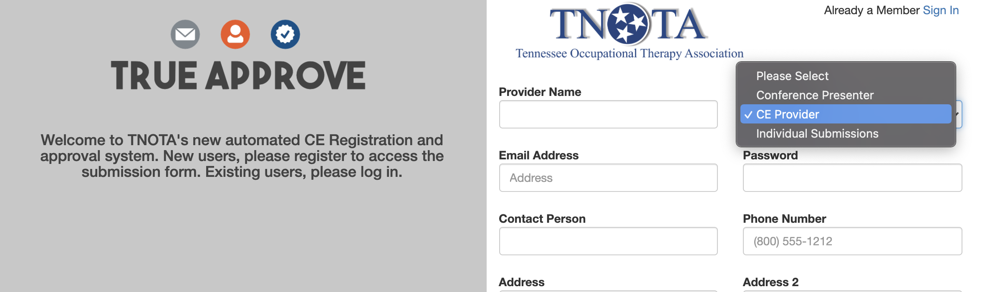 TRUE APPROVE
Welcome to TNOTA's new automated CE Registration and
approval system. New users, please register to access the
submission form. Existing users, please log in.
TNOTA
Tennessee Occupational Therapy Association
Already a Member Sign In
Provider Name
Please Select
Conference Presenter
✓ CE Provider
Individual Submissions
Email Address
Address
Password
Contact Person
Phone Number
(800) 555-1212
Address
Address 2